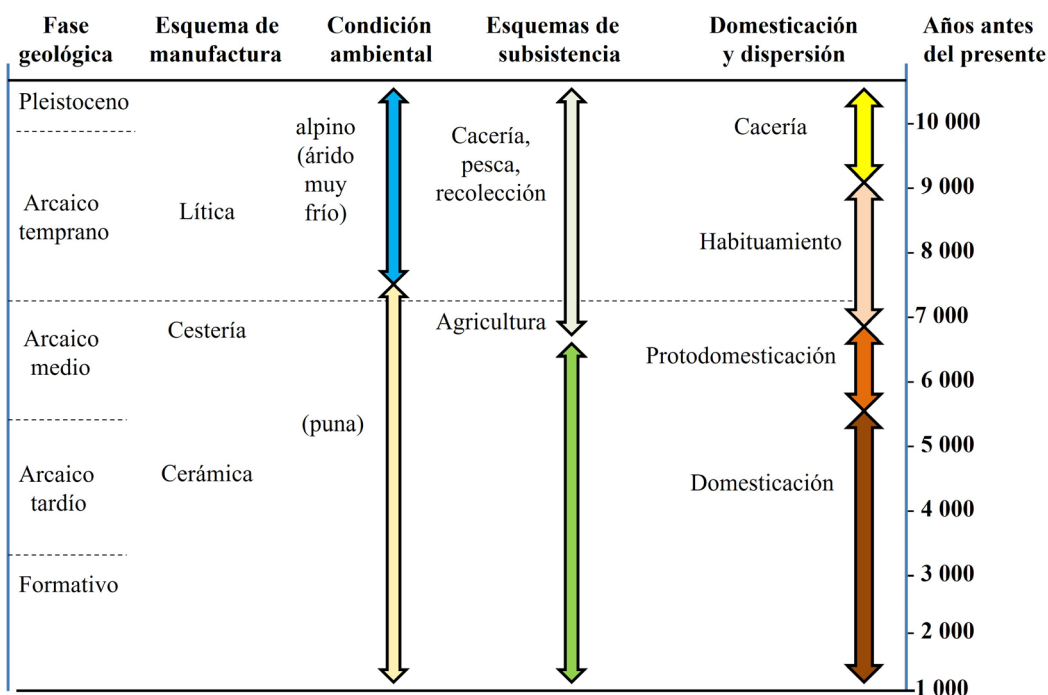 Fase
geológica
Esquema de
manufactura
Condición
ambiental
Esquemas de
subsistencia
Domesticación
y dispersión
Años antes
del presente
Pleistoceno
alpino
(árido
muy
frío)
Cacería,
pesca,
recolección
Cacería
10 000
9 000
Arcaico
temprano
Lítica
Habituamiento
8 000
7 000
Arcaico
medio
Cestería
Agricultura
Protodomesticación
6 000
(puna)
5 000
Arcaico
tardío
Cerámica
Domesticación
4 000
Formativo
3 000
2 000
1 000